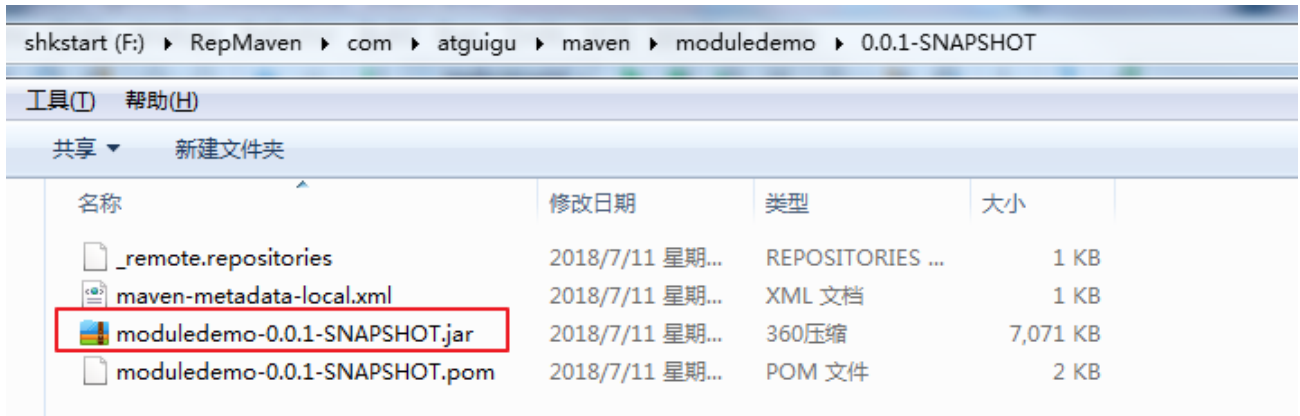 shkstart (F:) ▸ RepMaven ▸ com ▸ atguigu ▸ maven ▸ moduledemo ▸ 0.0.1-SNAPSHOT
工具(T) 帮助(H)
共享 新建文件夹
名称 修改日期 类型 大小
_remote.repositories 2018/7/11 星期... REPOSITORIES ... 1 KB
maven-metadata-local.xml 2018/7/11 星期... XML 文档 1 KB
moduledemo-0.0.1-SNAPSHOT.jar 2018/7/11 星期... 360压缩 7,071 KB
moduledemo-0.0.1-SNAPSHOT.pom 2018/7/11 星期... POM 文件 2 KB